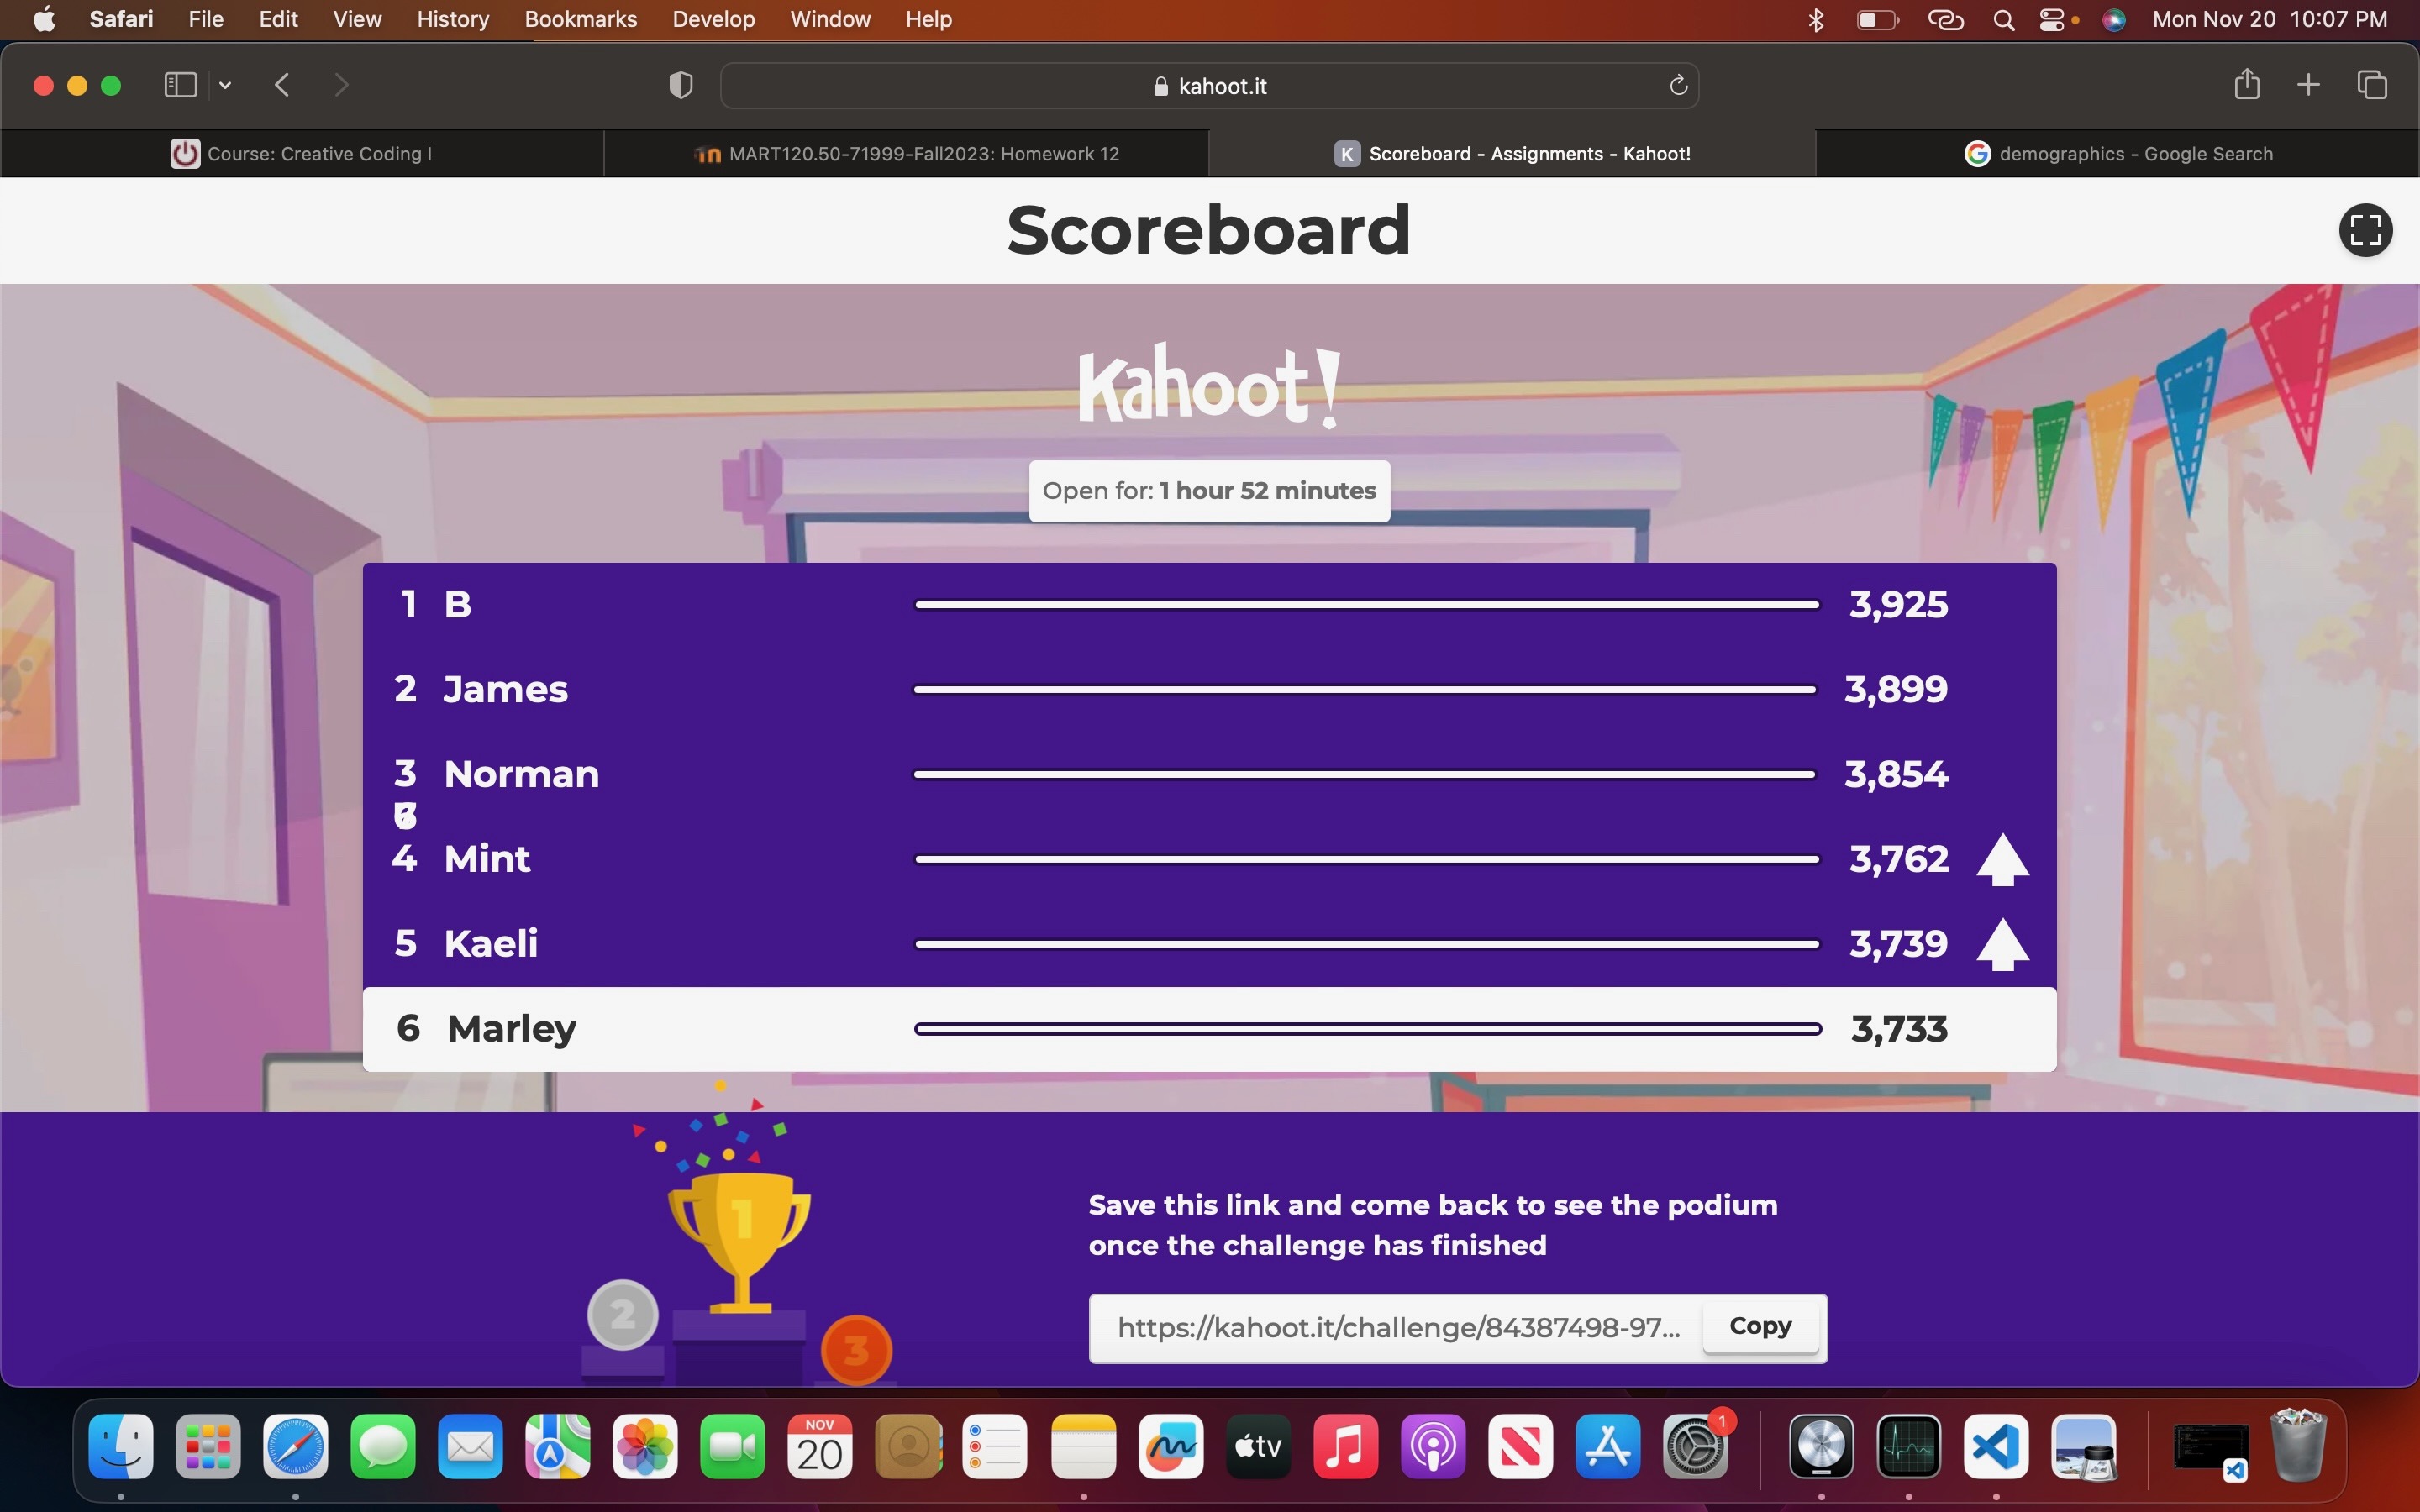 Safari File Edit View History Bookmarks Develop Window Help Mon Nov 20 10:07 PM
kahoot.it
Course: Creative Coding I
MART120.50-71999-Fall2023: Homework 12
K Scoreboard - Assignments - Kahoot!
demographics - Google Search
Scoreboard
Kahoot!
Open for: 1 hour 52 minutes
1 B 3,925
2 James 3,899
3 Norman 3,854
4 Mint 3,762
5 Kaeli 3,739
6 Marley 3,733
1
2
3
Save this link and come back to see the podium
once the challenge has finished
https://kahoot.it/challenge/84387498-97...
Copy
NOV
20
tv
1